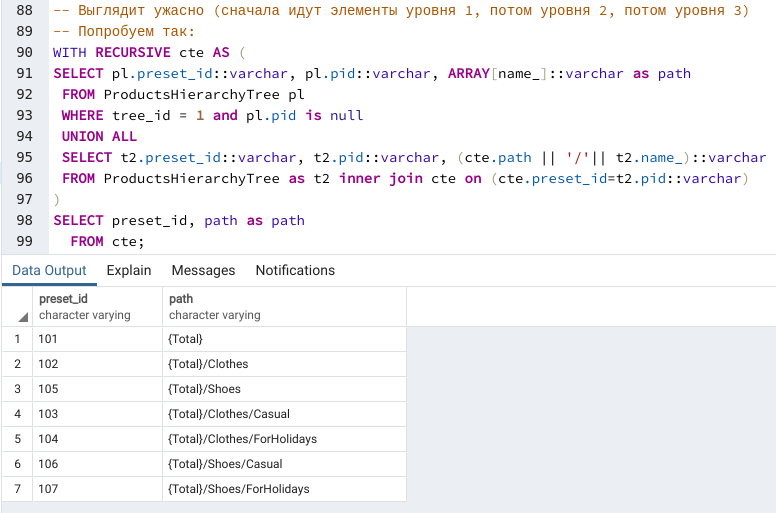 88 -- Выглядит ужасно (сначала идут элементы уровня 1, потом уровня 2, потом уровня 3)
89 -- Попробуем так:
90 WITH RECURSIVE cte AS (
91 SELECT pl.preset_id::varchar, pl.pid::varchar, ARRAY[name_]::varchar as path
92  FROM ProductsHierarchyTree pl
93  WHERE tree_id = 1 and pl.pid is null
94  UNION ALL
95  SELECT t2.preset_id::varchar, t2.pid::varchar, (cte.path || '/'|| t2.name_)::varchar
96  FROM ProductsHierarchyTree as t2 inner join cte on (cte.preset_id=t2.pid::varchar)
97 )
98 SELECT preset_id, path as path
99   FROM cte;
Data Output Explain Messages Notifications
preset_id path
character varying character varying
1 101 {Total}
2 102 {Total}/Clothes
3 105 {Total}/Shoes
4 103 {Total}/Clothes/Casual
5 104 {Total}/Clothes/ForHolidays
6 106 {Total}/Shoes/Casual
7 107 {Total}/Shoes/ForHolidays